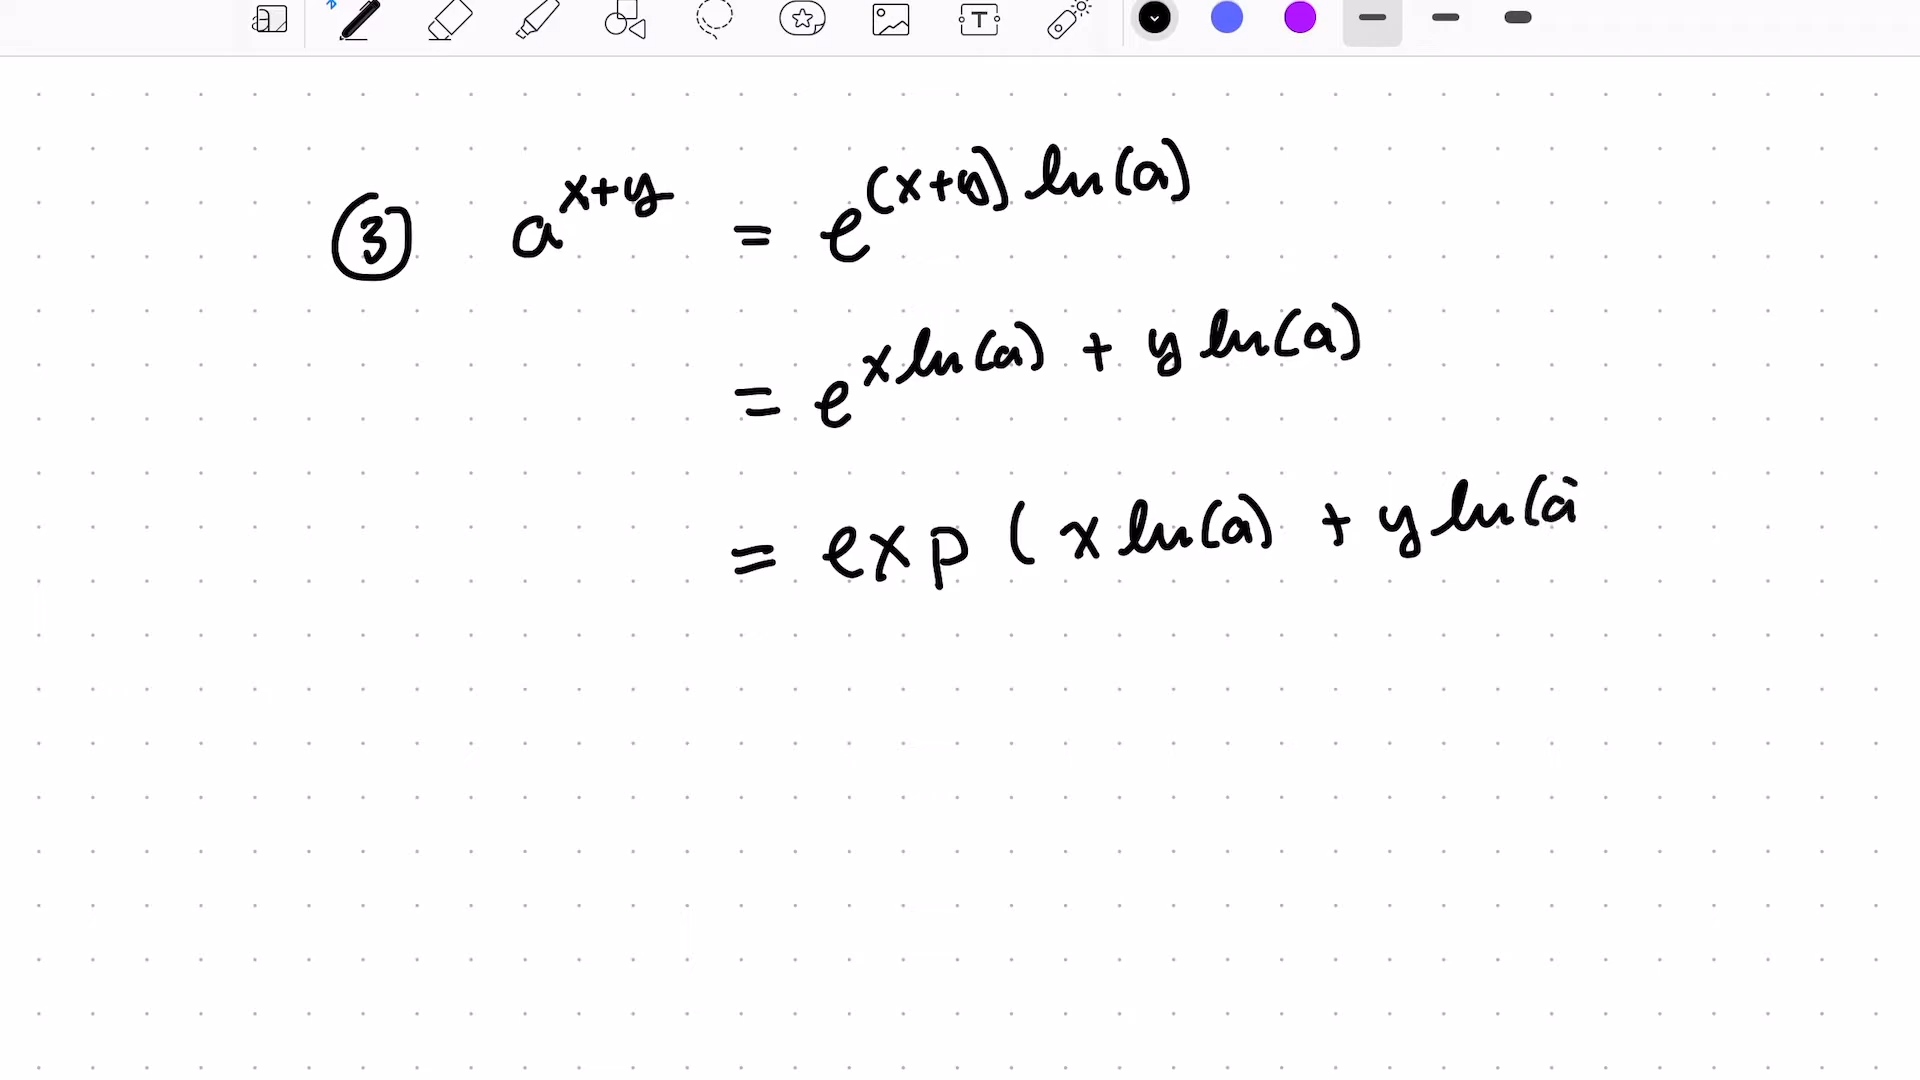 ③ a^{x+y} = e^{(x+y) ln(a)}
= e^{x ln(a) + y ln(a)}
= exp ( x ln(a) + y ln(a